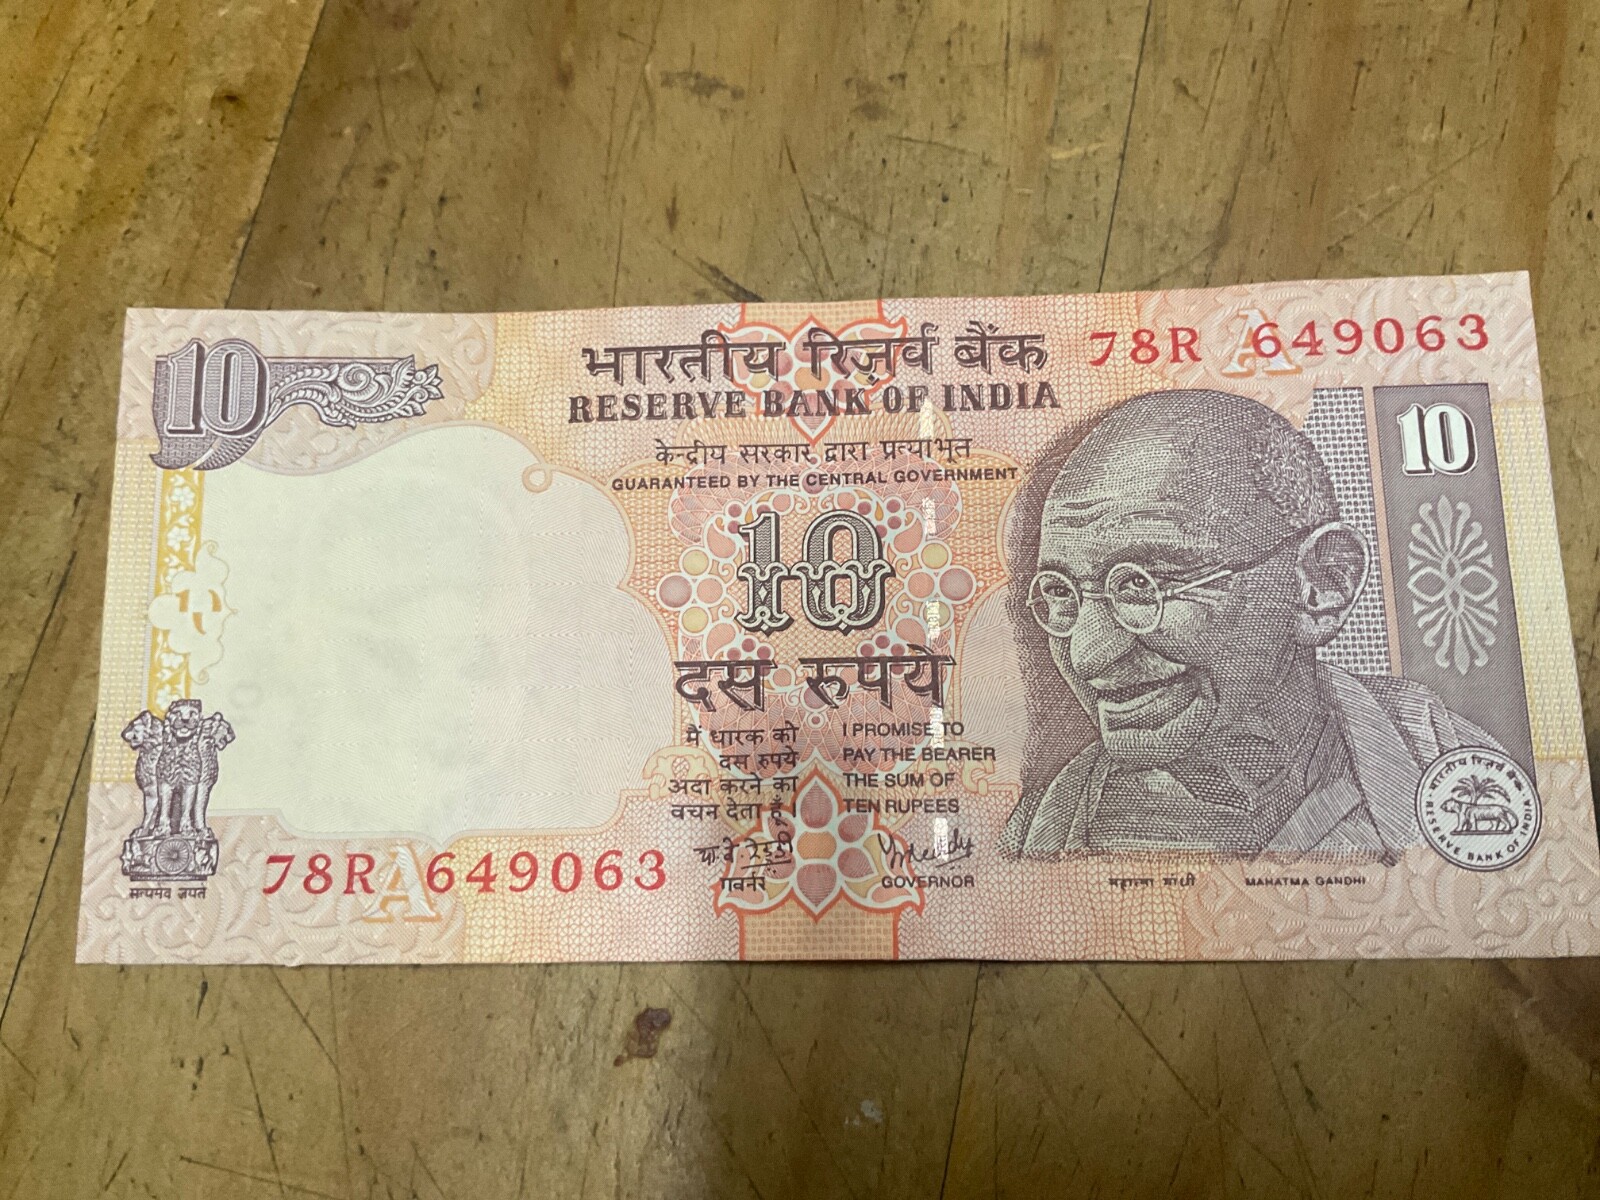 10
भारतीय रिज़र्व बैंक
RESERVE BANK OF INDIA
78R 649063
A
केन्द्रीय सरकार द्वारा प्रत्याभूत
GUARANTEED BY THE CENTRAL GOVERNMENT
10
10
दस रुपये
मैं धारक को
दस रुपये
अदा करने का
वचन देता हूँ।
I PROMISE TO
PAY THE BEARER
THE SUM OF
TEN RUPEES
गवर्नर
GOVERNOR
सत्यमेव जयते
78R 649063
A
महात्मा गांधी
MAHATMA GANDHI
भारतीय रिज़र्व बैंक
RESERVE BANK OF INDIA